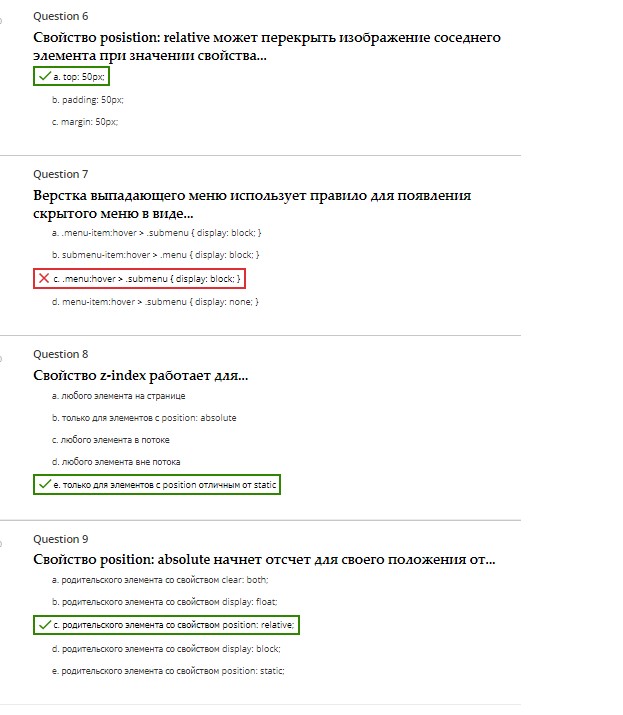 Question 6
Свойство posistion: relative может перекрыть изображение соседнего
элемента при значении свойства...
a. top: 50px;
b. padding: 50px;
c. margin: 50px;
Question 7
Верстка выпадающего меню использует правило для появления
скрытого меню в виде...
a. .menu-item:hover > .submenu { display: block; }
b. submenu-item:hover > .menu { display: block; }
c. .menu:hover > .submenu { display: block; }
d. menu-item:hover > .submenu { display: none; }
Question 8
Свойство z-index работает для...
a. любого элемента на странице
b. только для элементов с position: absolute
c. любого элемента в потоке
d. любого элемента вне потока
e. только для элементов с position отличным от static
Question 9
Свойство position: absolute начнет отсчет для своего положения от...
a. родительского элемента со свойством clear: both;
b. родительского элемента со свойством display: float;
c. родительского элемента со свойством position: relative;
d. родительского элемента со свойством display: block;
e. родительского элемента со свойством position: static;